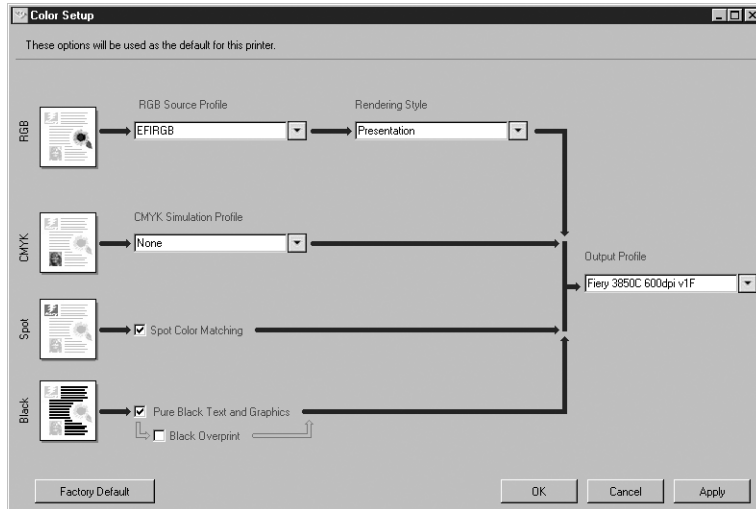 Color Setup
These options will be used as the default for this printer.
RGB Source Profile
Rendering Style
RGB
EFIRGB
Presentation
CMYK Simulation Profile
CMYK
None
Output Profile
Fiery 3850C 600dpi v1F
Spot
Spot Color Matching
Black
Pure Black Text and Graphics
Black Overprint
Factory Default
OK
Cancel
Apply